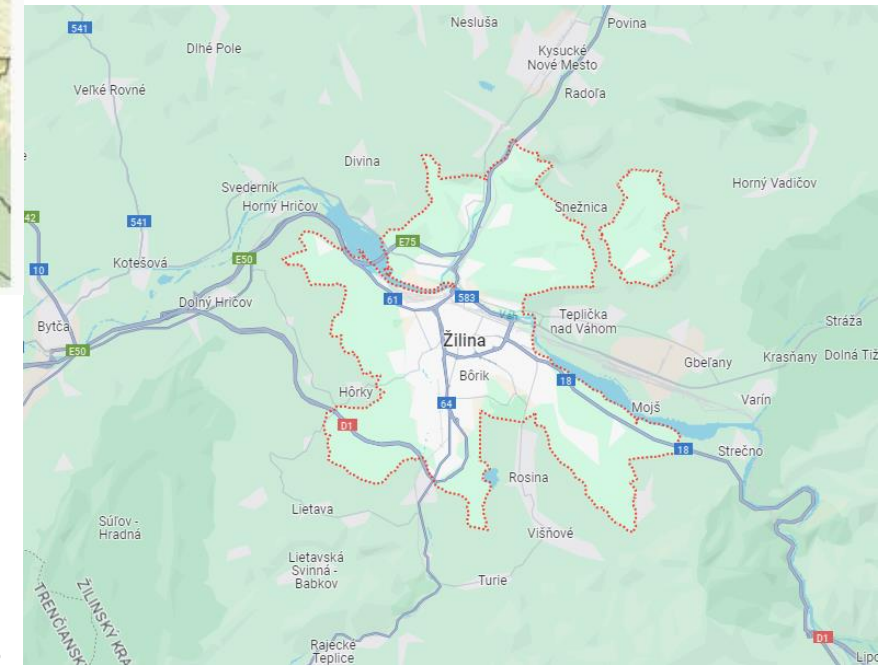 541
Nesluša
Povina
Dlhé Pole
Kysucké
Nové Mesto
Veľké Rovné
Radoľa
Divina
Svederník
Horný Vadičov
Horný Hričov
Snežnica
42
541
E75
E50
Kotešová
10
Dolný Hričov
61
583
Teplička
nad Váhom
Bytča
Váh
Stráža
Žilina
E50
Gbeľany
Krasňany
Dolná Tiž
Bôrik
18
Hôrky
64
Mojš
Varín
D1
18
Strečno
Rosina
Lietava
Súľov -
Hradná
Višňové
Lietavská
Svinná -
Babkov
Turie
TRENČIANSK
ŽILINSKÝ KRA
D1
Rajecké
Teplice
Lipo